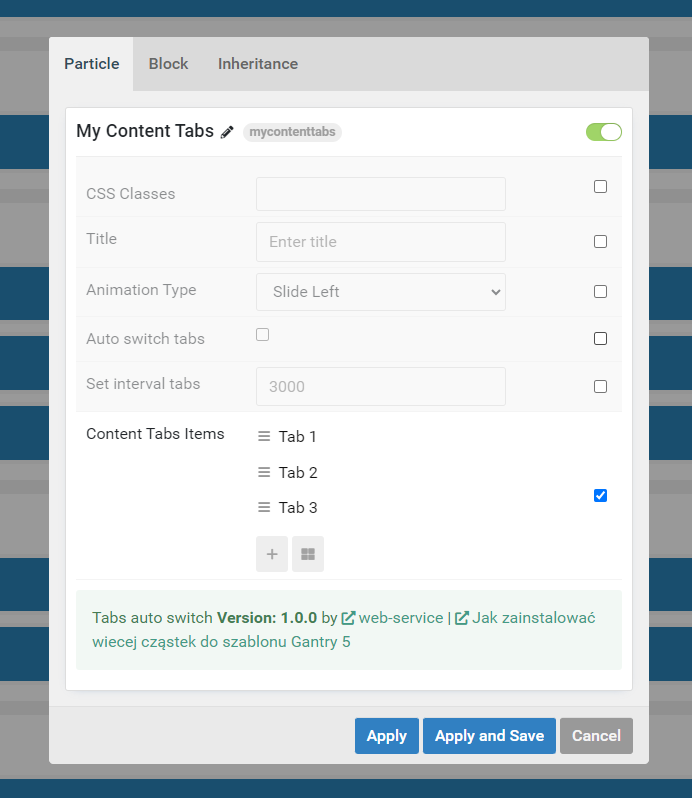 Particle Block Inheritance
My Content Tabs mycontenttabs
CSS Classes
Title Enter title
Animation Type Slide Left
Auto switch tabs
Set interval tabs 3000
Content Tabs Items Tab 1
Tab 2
Tab 3
Tabs auto switch Version: 1.0.0 by web-service | Jak zainstalować
wiecej cząstek do szablonu Gantry 5
Apply Apply and Save Cancel